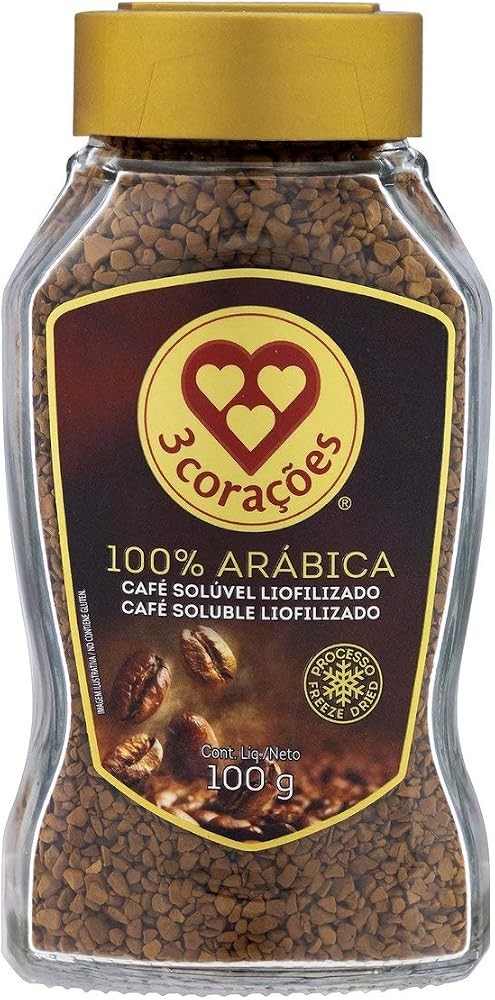 3 corações
®
100% ARÁBICA
CAFÉ SOLÚVEL LIOFILIZADO
CAFÉ SOLUBLE LIOFILIZADO
IMAGEM ILUSTRATIVA / NO CONTIENE GLUTEN.
PROCESSO
FREEZE DRIED
Cont. Liq./Neto
100 g